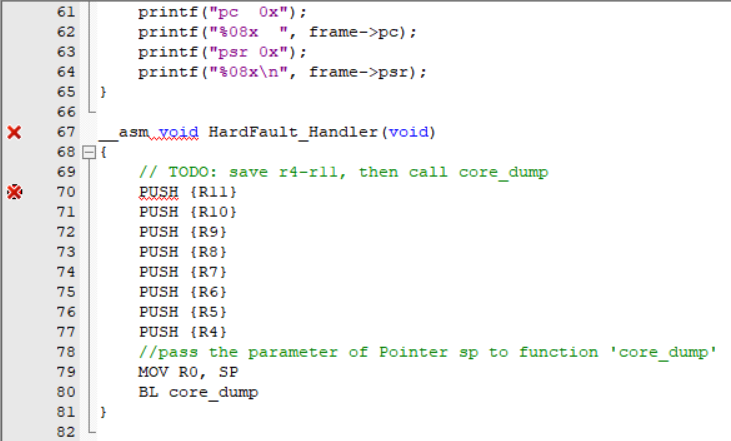 61 printf("pc  0x");
62 printf("%08x  ", frame->pc);
63 printf("psr 0x");
64 printf("%08x\n", frame->psr);
65 }
66
67 __asm void HardFault_Handler(void)
68 {
69 // TODO: save r4-r11, then call core_dump
70 PUSH {R11}
71 PUSH {R10}
72 PUSH {R9}
73 PUSH {R8}
74 PUSH {R7}
75 PUSH {R6}
76 PUSH {R5}
77 PUSH {R4}
78 //pass the parameter of Pointer sp to function 'core_dump'
79 MOV R0, SP
80 BL core_dump
81 }
82